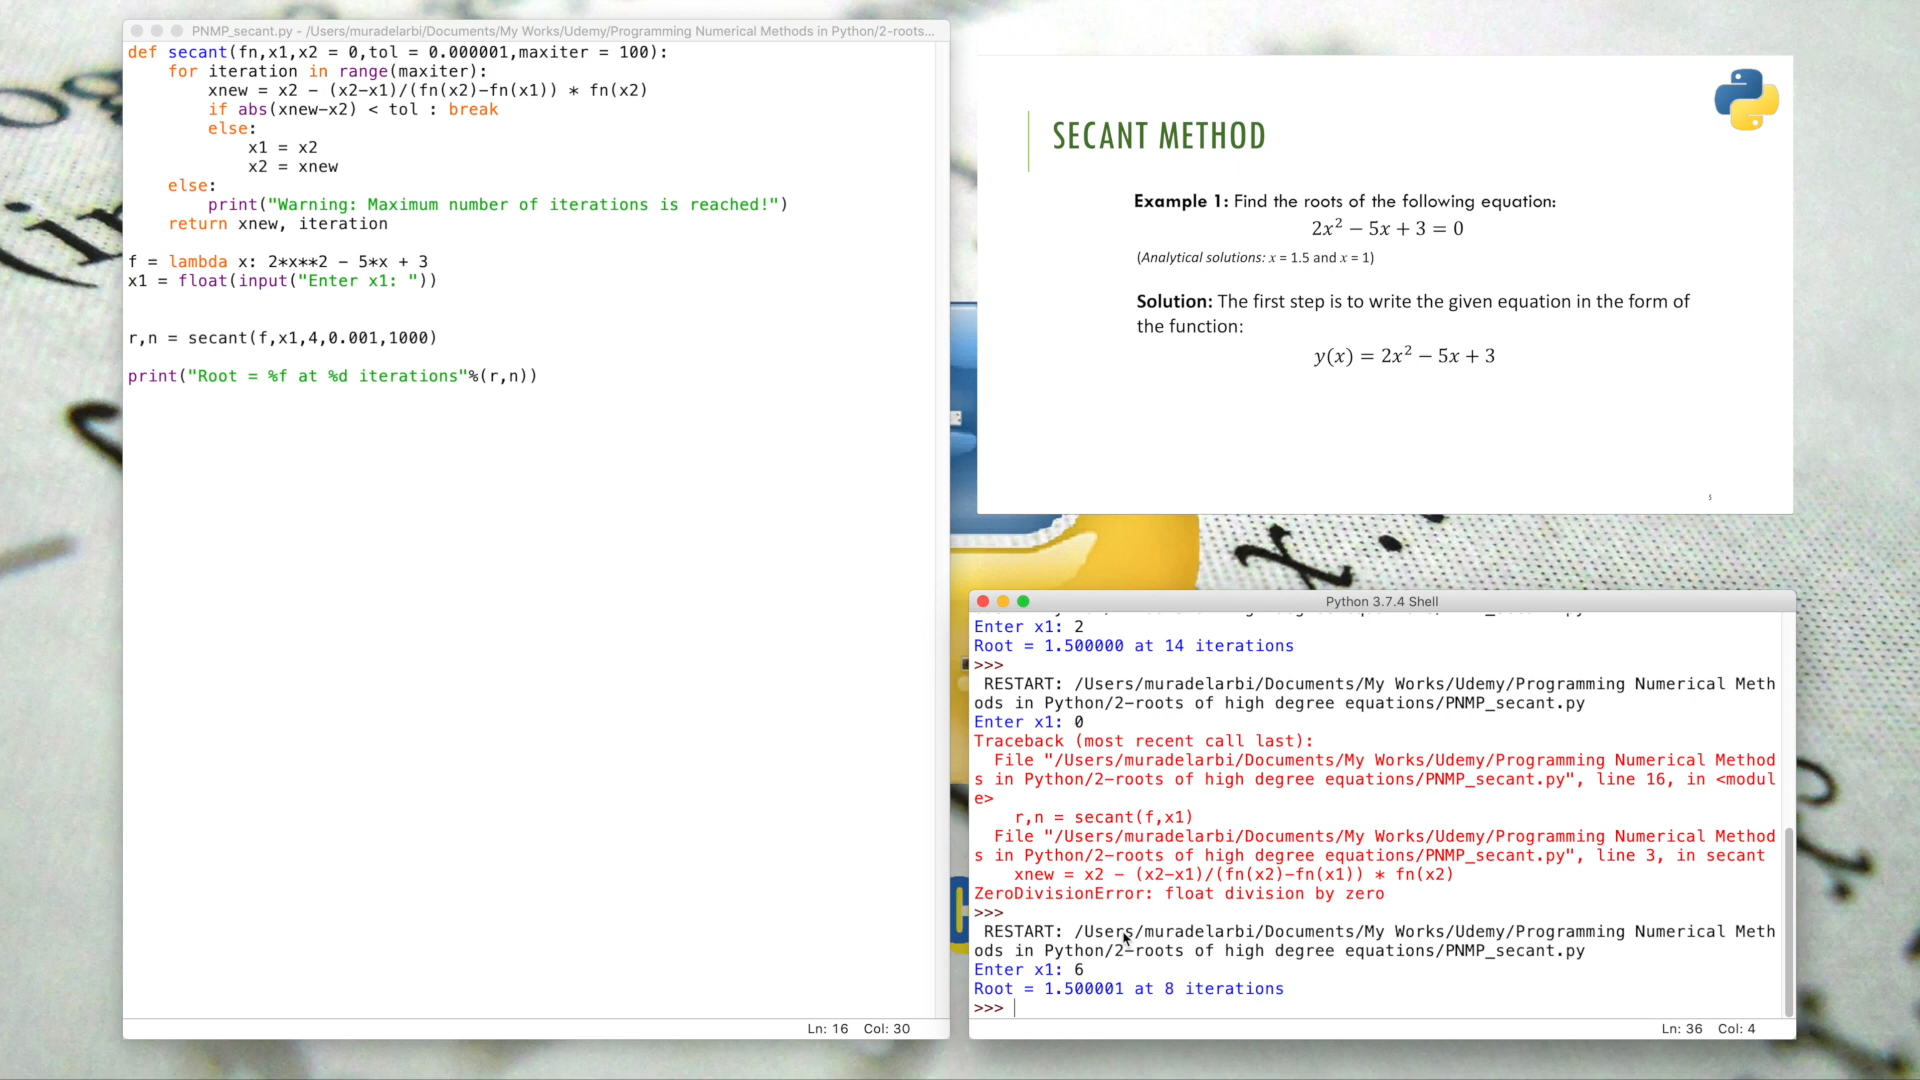 PNMP_secant.py - /Users/muradelarbi/Documents/My Works/Udemy/Programming Numerical Methods in Python/2-roots...
def secant(fn,x1,x2 = 0,tol = 0.000001,maxiter = 100):
    for iteration in range(maxiter):
        xnew = x2 - (x2-x1)/(fn(x2)-fn(x1)) * fn(x2)
        if abs(xnew-x2) < tol : break
        else:
            x1 = x2
            x2 = xnew
    else:
        print("Warning: Maximum number of iterations is reached!")
    return xnew, iteration
f = lambda x: 2*x**2 - 5*x + 3
x1 = float(input("Enter x1: "))
r,n = secant(f,x1,4,0.001,1000)
print("Root = %f at %d iterations"%(r,n))
Ln: 16 Col: 30
SECANT METHOD
Example 1: Find the roots of the following equation:
2x² − 5x + 3 = 0
(Analytical solutions: x = 1.5 and x = 1)
Solution: The first step is to write the given equation in the form of
the function:
y(x) = 2x² − 5x + 3
5
Python 3.7.4 Shell
Enter x1: 2
Root = 1.500000 at 14 iterations
>>>
 RESTART: /Users/muradelarbi/Documents/My Works/Udemy/Programming Numerical Meth
ods in Python/2-roots of high degree equations/PNMP_secant.py
Enter x1: 0
Traceback (most recent call last):
  File "/Users/muradelarbi/Documents/My Works/Udemy/Programming Numerical Method
s in Python/2-roots of high degree equations/PNMP_secant.py", line 16, in <modul
e>
    r,n = secant(f,x1)
  File "/Users/muradelarbi/Documents/My Works/Udemy/Programming Numerical Method
s in Python/2-roots of high degree equations/PNMP_secant.py", line 3, in secant
    xnew = x2 - (x2-x1)/(fn(x2)-fn(x1)) * fn(x2)
ZeroDivisionError: float division by zero
>>>
 RESTART: /Users/muradelarbi/Documents/My Works/Udemy/Programming Numerical Meth
ods in Python/2-roots of high degree equations/PNMP_secant.py
Enter x1: 6
Root = 1.500001 at 8 iterations
>>>
Ln: 36 Col: 4